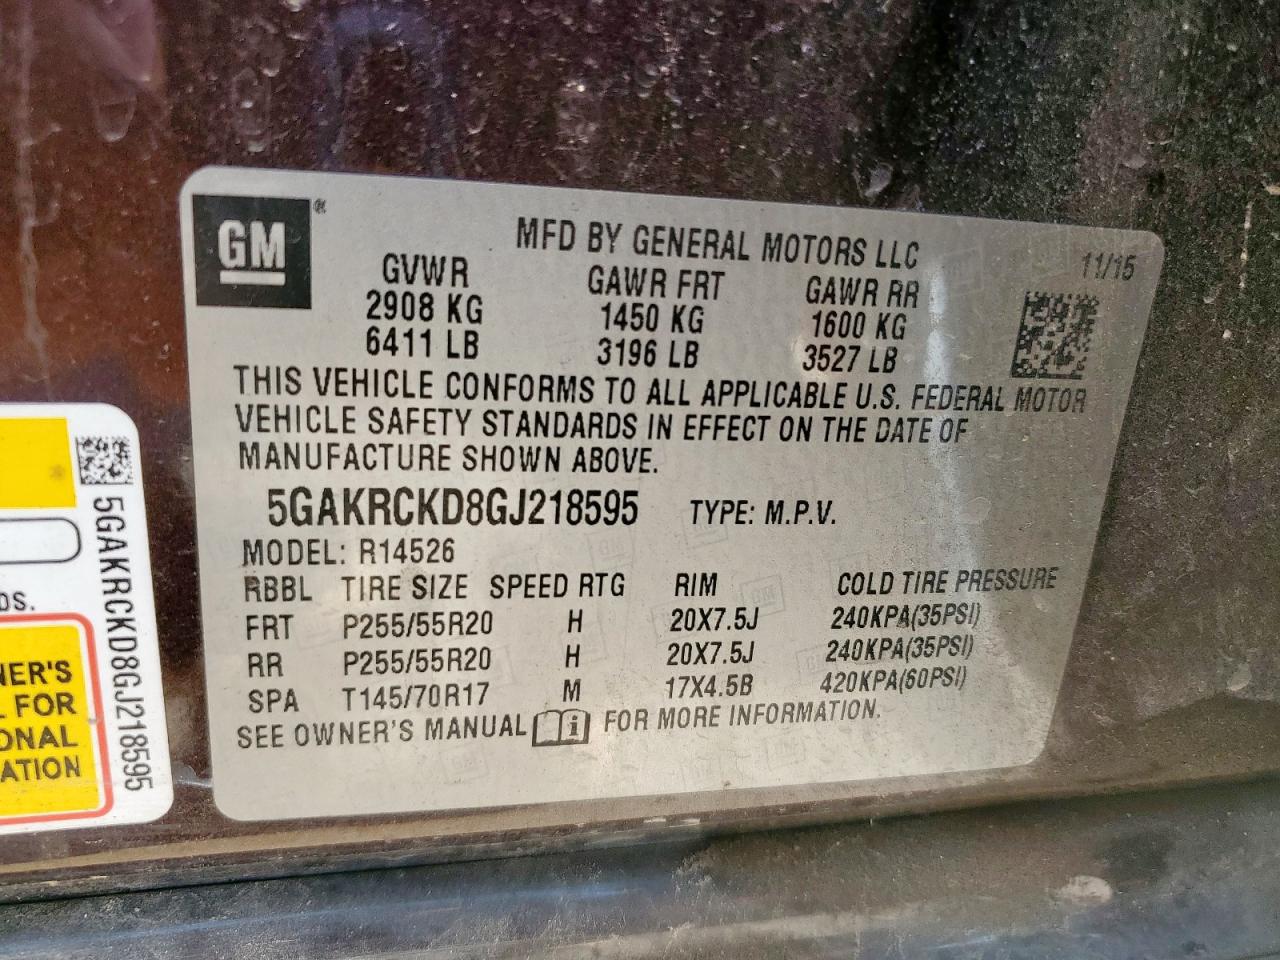 GM ®
MFD BY GENERAL MOTORS LLC
11/15
GVWR GAWR FRT GAWR RR
2908 KG 1450 KG 1600 KG
6411 LB 3196 LB 3527 LB
THIS VEHICLE CONFORMS TO ALL APPLICABLE U.S. FEDERAL MOTOR
VEHICLE SAFETY STANDARDS IN EFFECT ON THE DATE OF
MANUFACTURE SHOWN ABOVE.
5GAKRCKD8GJ218595 TYPE: M.P.V.
MODEL: R14526
RBBL TIRE SIZE SPEED RTG RIM COLD TIRE PRESSURE
FRT P255/55R20 H 20X7.5J 240KPA(35PSI)
RR P255/55R20 H 20X7.5J 240KPA(35PSI)
SPA T145/70R17 M 17X4.5B 420KPA(60PSI)
SEE OWNER'S MANUAL FOR MORE INFORMATION.
5GAKRCKD8GJ218595
DS.
NER'S
L FOR
ONAL
ATION